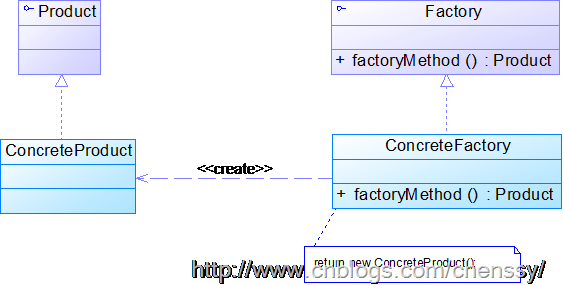 Product
Factory
+ factoryMethod () : Product
ConcreteProduct
<<create>>
ConcreteFactory
+ factoryMethod () : Product
return new ConcreteProduct();
http://www.cnblogs.com/chenssy/